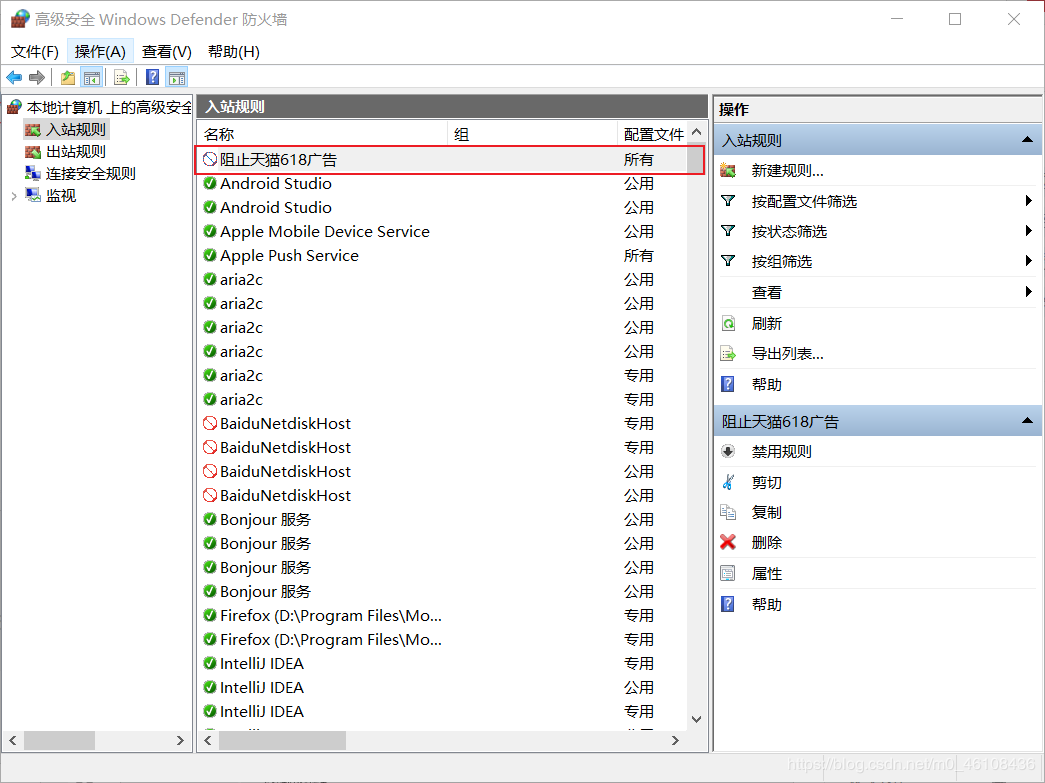 高级安全 Windows Defender 防火墙
文件(F) 操作(A) 查看(V) 帮助(H)
本地计算机 上的高级安全
入站规则
出站规则
连接安全规则
监视
入站规则
名称 组 配置文件
阻止天猫618广告 所有
Android Studio 公用
Android Studio 公用
Apple Mobile Device Service 公用
Apple Push Service 所有
aria2c 公用
aria2c 公用
aria2c 公用
aria2c 公用
aria2c 专用
aria2c 专用
BaiduNetdiskHost 专用
BaiduNetdiskHost 专用
BaiduNetdiskHost 公用
BaiduNetdiskHost 公用
Bonjour 服务 公用
Bonjour 服务 公用
Bonjour 服务 公用
Bonjour 服务 公用
Firefox (D:\Program Files\Mo... 专用
Firefox (D:\Program Files\Mo... 专用
IntelliJ IDEA 专用
IntelliJ IDEA 公用
IntelliJ IDEA 专用
操作
入站规则
新建规则...
按配置文件筛选
按状态筛选
按组筛选
查看
刷新
导出列表...
帮助
阻止天猫618广告
禁用规则
剪切
复制
删除
属性
帮助
https://blog.csdn.net/m0_46108436